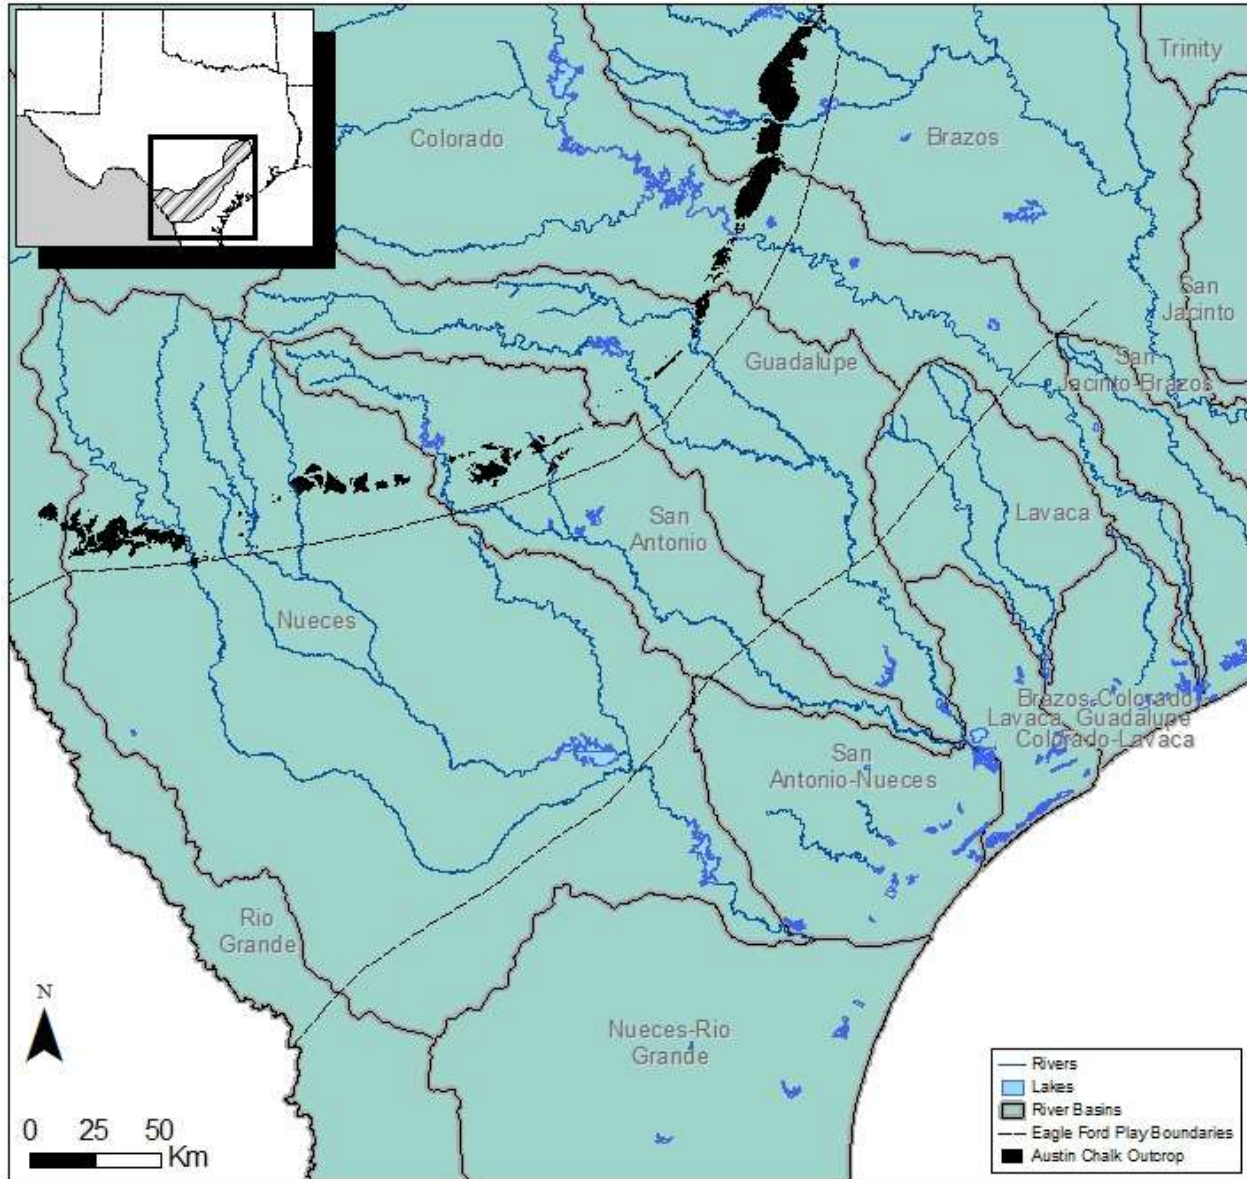 Trinity
Colorado
Brazos
San
Jacinto
Guadalupe
San
Jacinto-Brazos
San
Antonio
Lavaca
Nueces
Brazos-Colorado
Lavaca, Guadalupe
Colorado-Lavaca
San
Antonio-Nueces
Rio
Grande
N
Nueces-Rio
Grande
0 25 50
Km
Rivers
Lakes
River Basins
Eagle Ford Play Boundaries
Austin Chalk Outcrop